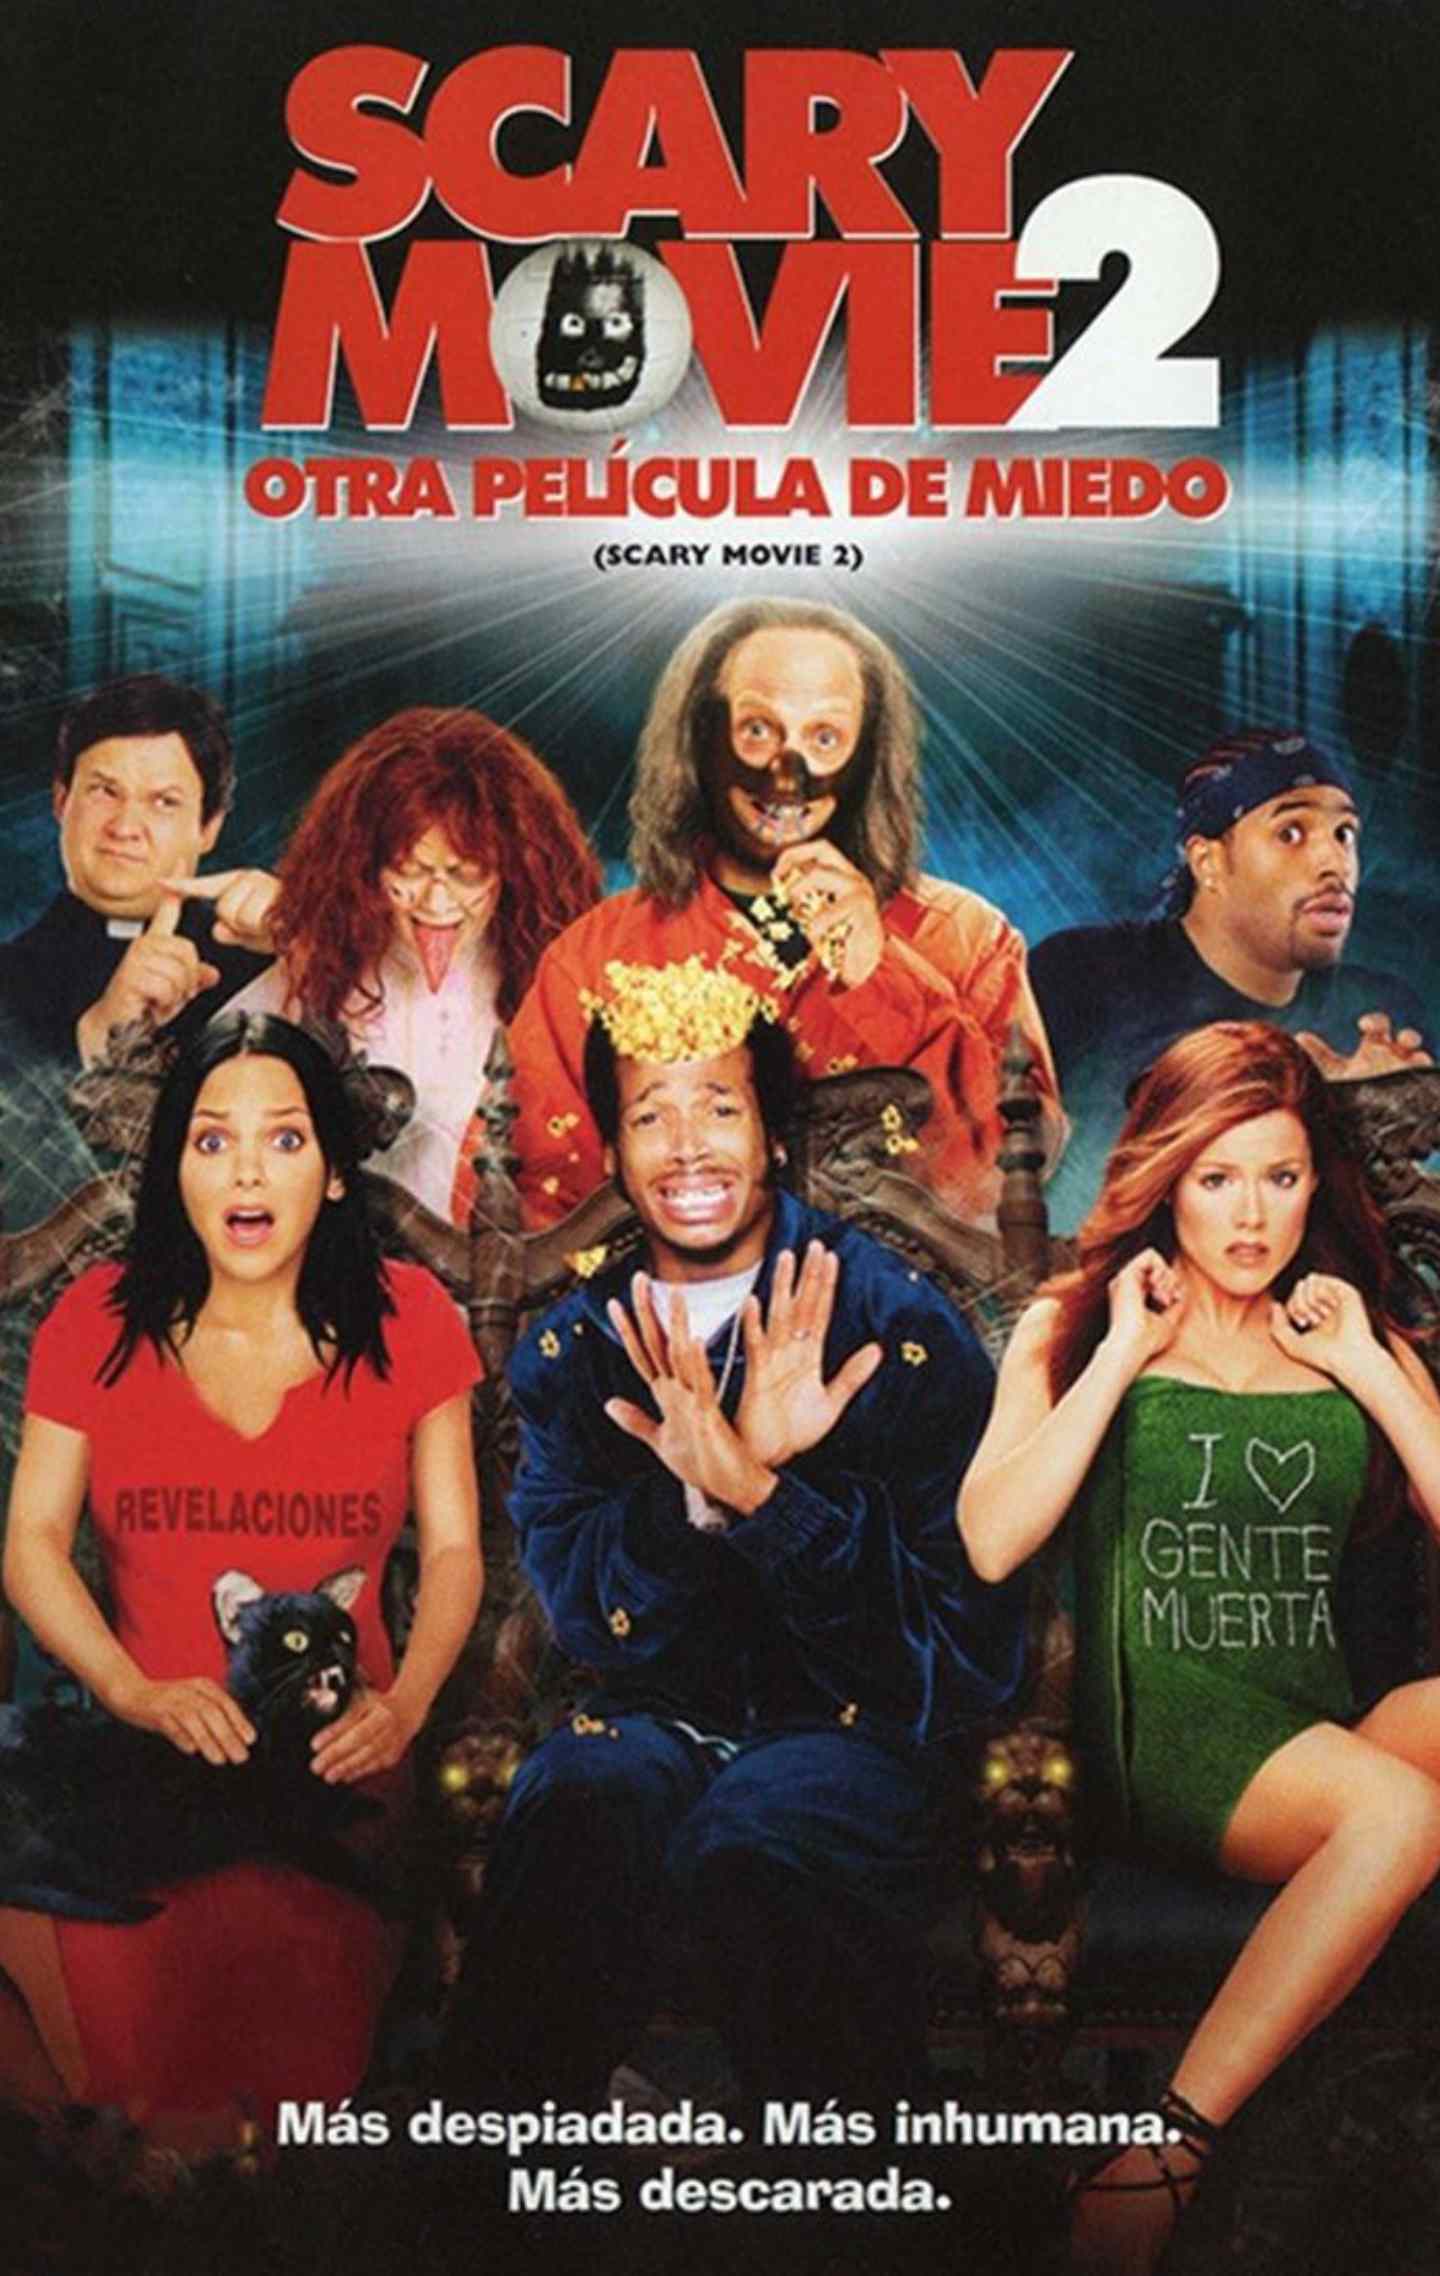 SCARY
MOVIE 2
OTRA PELÍCULA DE MIEDO
(SCARY MOVIE 2)
REVELACIONES
I ♡
GENTE
MUERTA
Más despiadada. Más inhumana.
Más descarada.